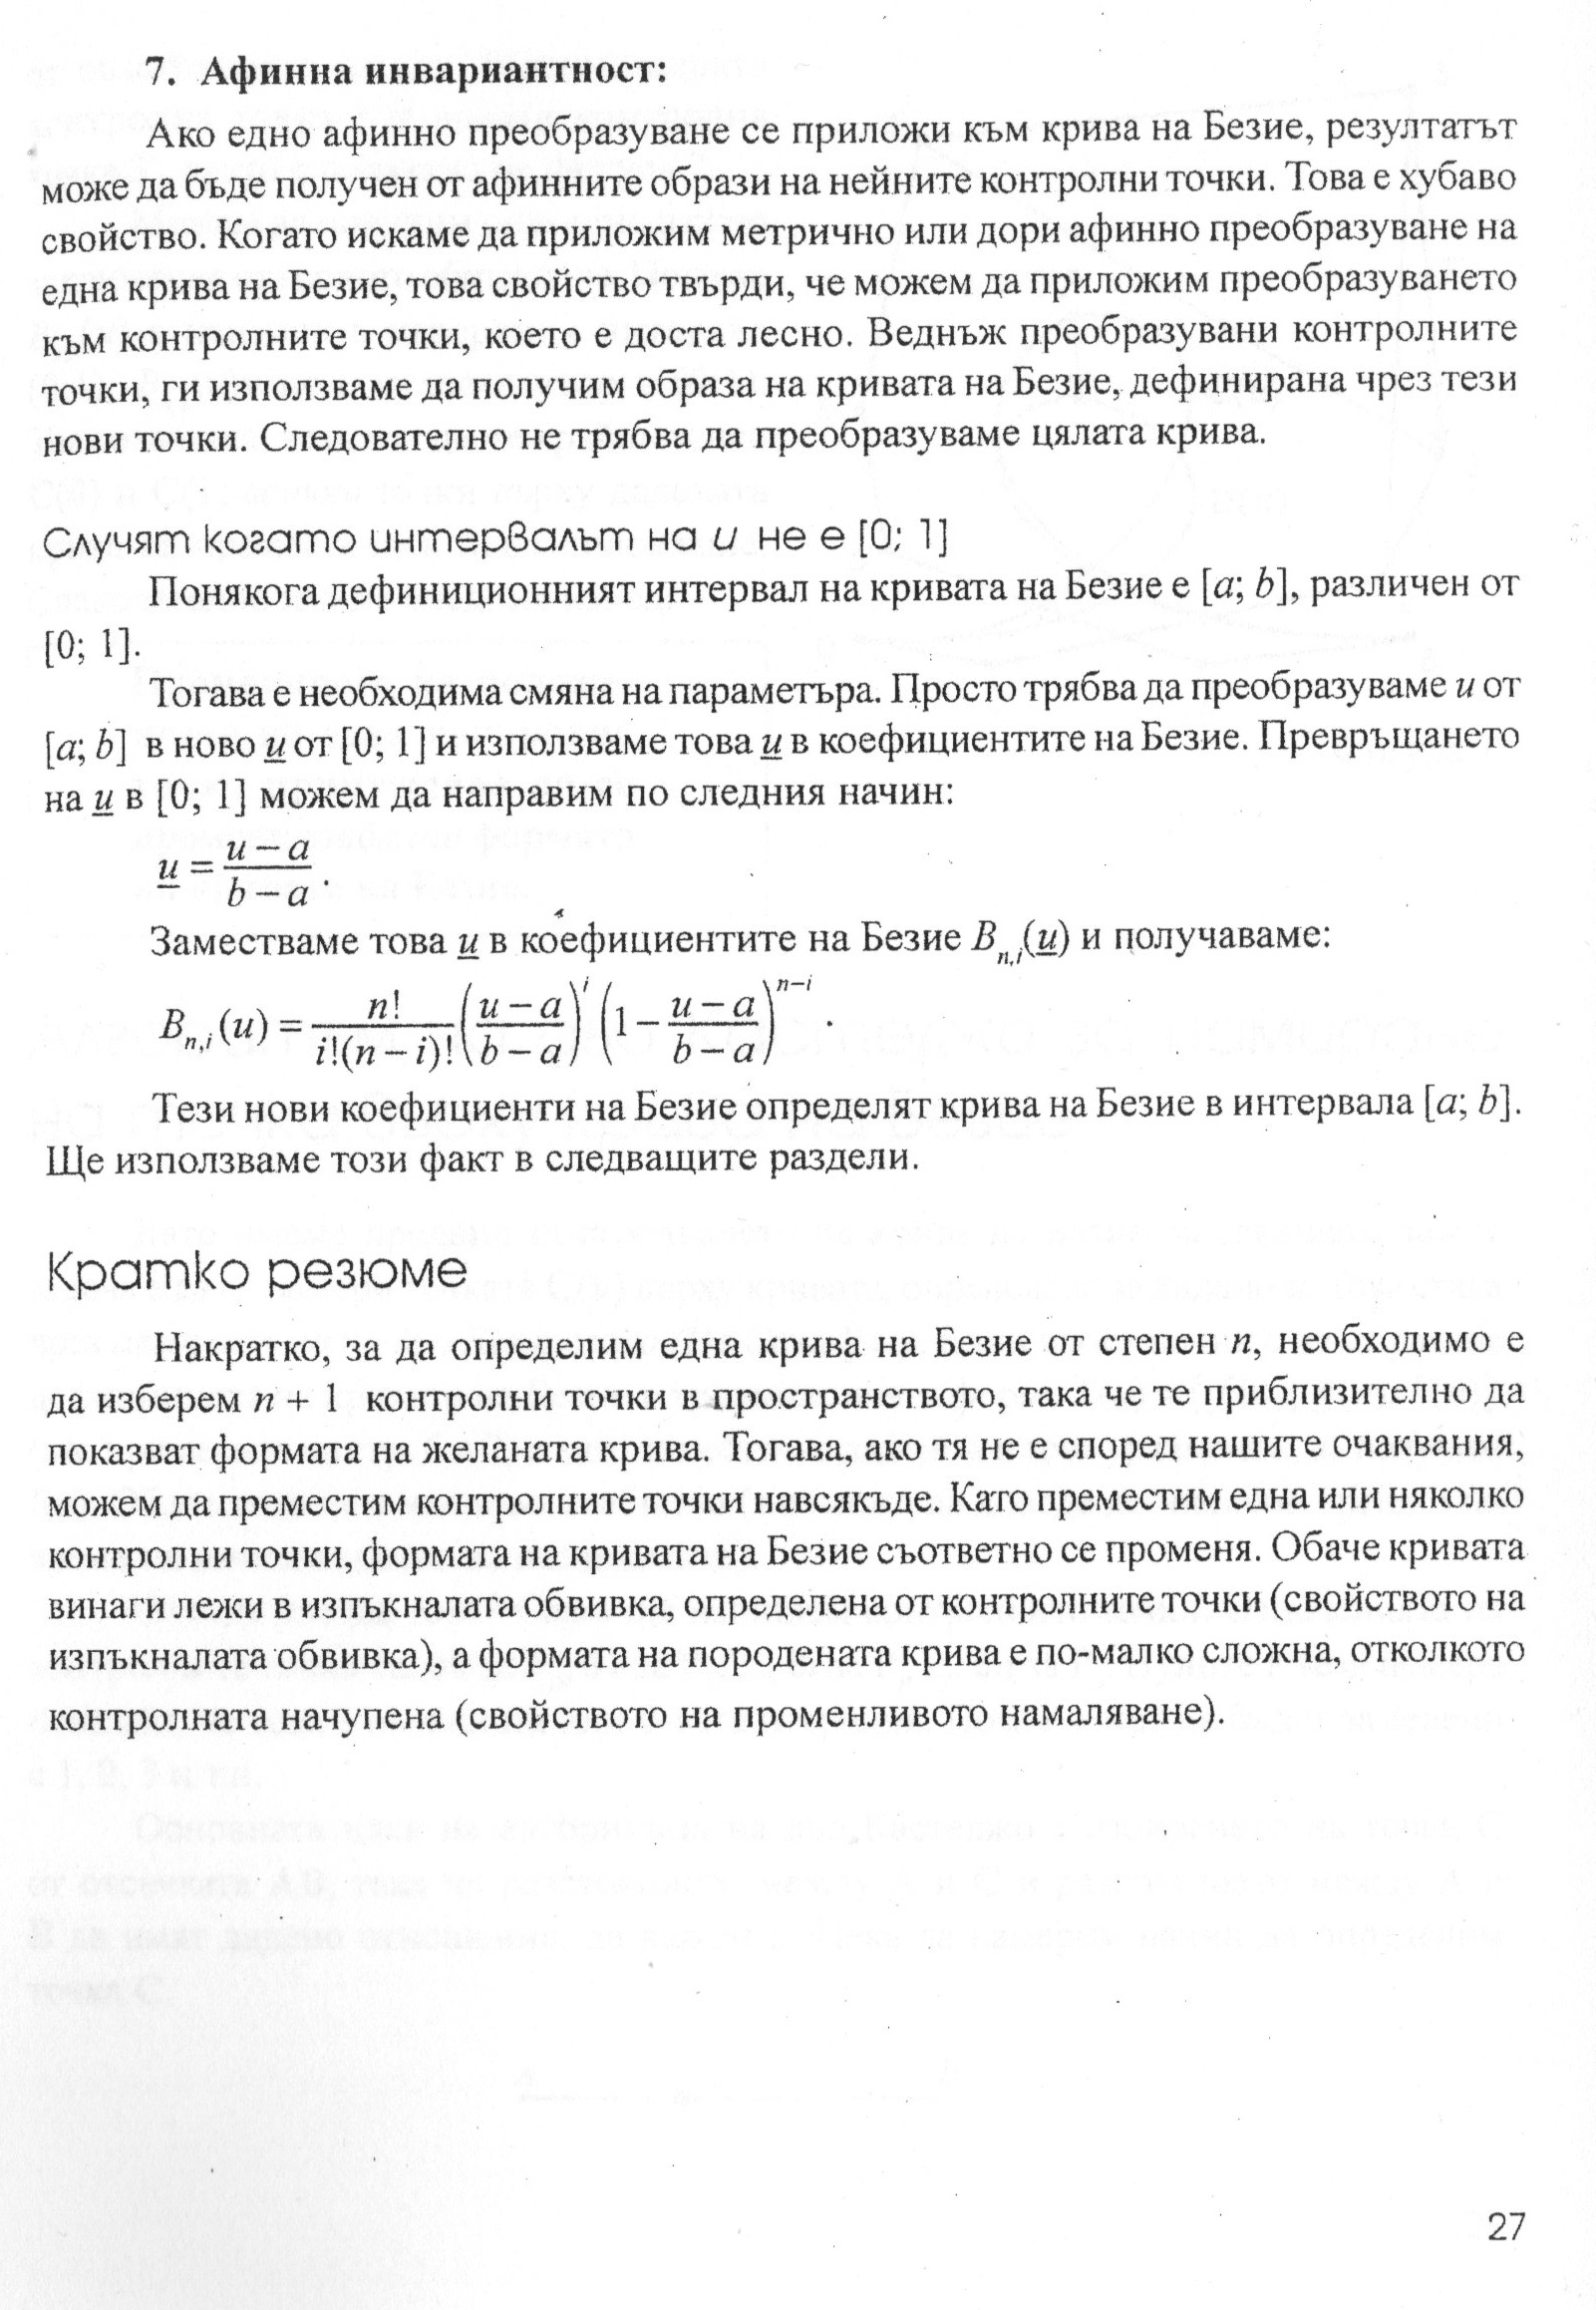 7. Афинна инвариантност:
Ако едно афинно преобразуване се приложи към крива на Безие, резултатът
може да бъде получен от афинните образи на нейните контролни точки. Това е хубаво
свойство. Когато искаме да приложим метрично или дори афинно преобразуване на
една крива на Безие, това свойство твърди, че можем да приложим преобразуването
към контролните точки, което е доста лесно. Веднъж преобразувани контролните
точки, ги използваме да получим образа на кривата на Безие, дефинирана чрез тези
нови точки. Следователно не трябва да преобразуваме цялата крива.
Случят когато интервалът на u не е [0; 1]
Понякога дефиниционният интервал на кривата на Безие е [a; b], различен от
[0; 1].
Тогава е необходима смяна на параметъра. Просто трябва да преобразуваме u от
[a; b] в ново u̲ от [0; 1] и използваме това u̲ в коефициентите на Безие. Превръщането
на u̲ в [0; 1] можем да направим по следния начин:
u̲ = \frac{u - a}{b - a}.
Заместваме това u̲ в коефициентите на Безие B_{n,i}(u̲) и получаваме:
B_{n,i}(u) = \frac{n!}{i!(n - i)!} \left(\frac{u - a}{b - a}\right)^i \left(1 - \frac{u - a}{b - a}\right)^{n-i}.
Тези нови коефициенти на Безие определят крива на Безие в интервала [a; b].
Ще използваме този факт в следващите раздели.
Кратко резюме
Накратко, за да определим една крива на Безие от степен n, необходимо е
да изберем n + 1 контролни точки в пространството, така че те приблизително да
показват формата на желаната крива. Тогава, ако тя не е според нашите очаквания,
можем да преместим контролните точки навсякъде. Като преместим една или няколко
контролни точки, формата на кривата на Безие съответно се променя. Обаче кривата
винаги лежи в изпъкналата обвивка, определена от контролните точки (свойството на
изпъкналата обвивка), а формата на породената крива е по-малко сложна, отколкото
контролната начупена (свойството на променливото намаляване).
27